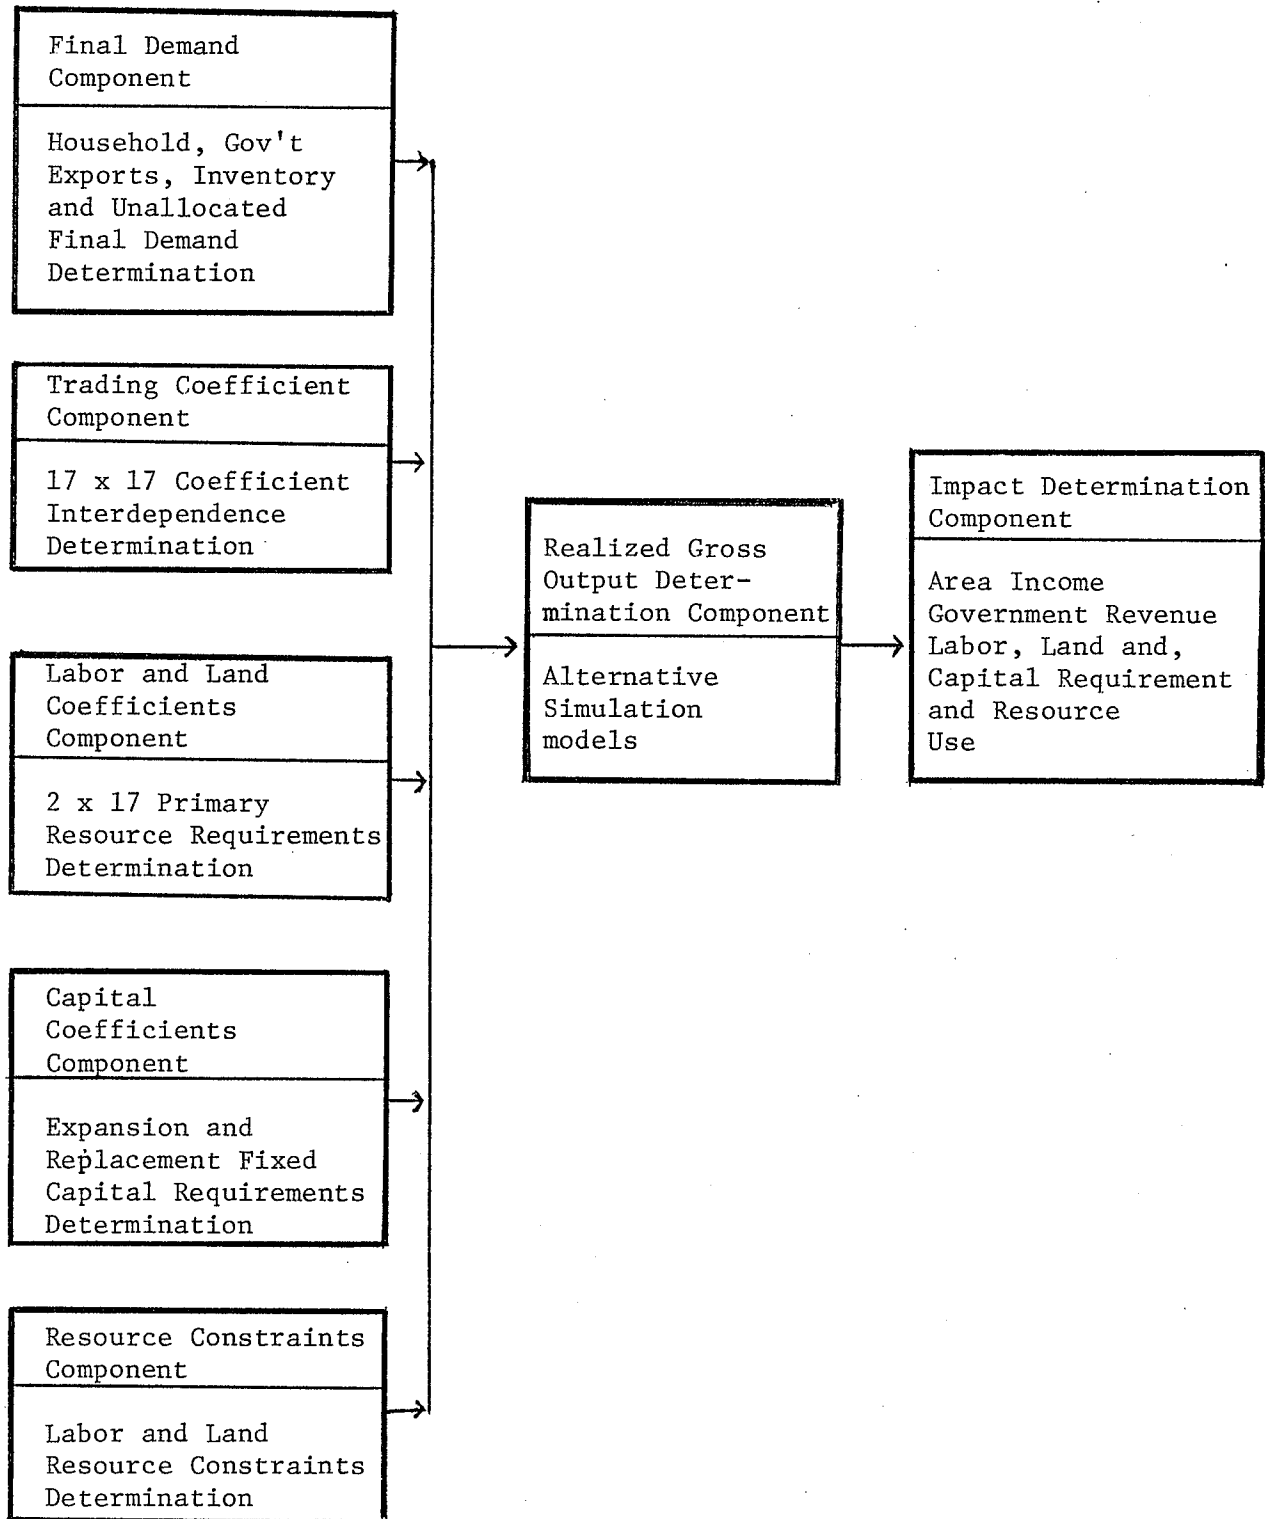 Final Demand
Component
Household, Gov't
Exports, Inventory
and Unallocated
Final Demand
Determination
Trading Coefficient
Component
17 x 17 Coefficient
Interdependence
Determination
Labor and Land
Coefficients
Component
2 x 17 Primary
Resource Requirements
Determination
Capital
Coefficients
Component
Expansion and
Replacement Fixed
Capital Requirements
Determination
Resource Constraints
Component
Labor and Land
Resource Constraints
Determination
Realized Gross
Output Deter-
mination Component
Alternative
Simulation
models
Impact Determination
Component
Area Income
Government Revenue
Labor, Land and,
Capital Requirement
and Resource
Use